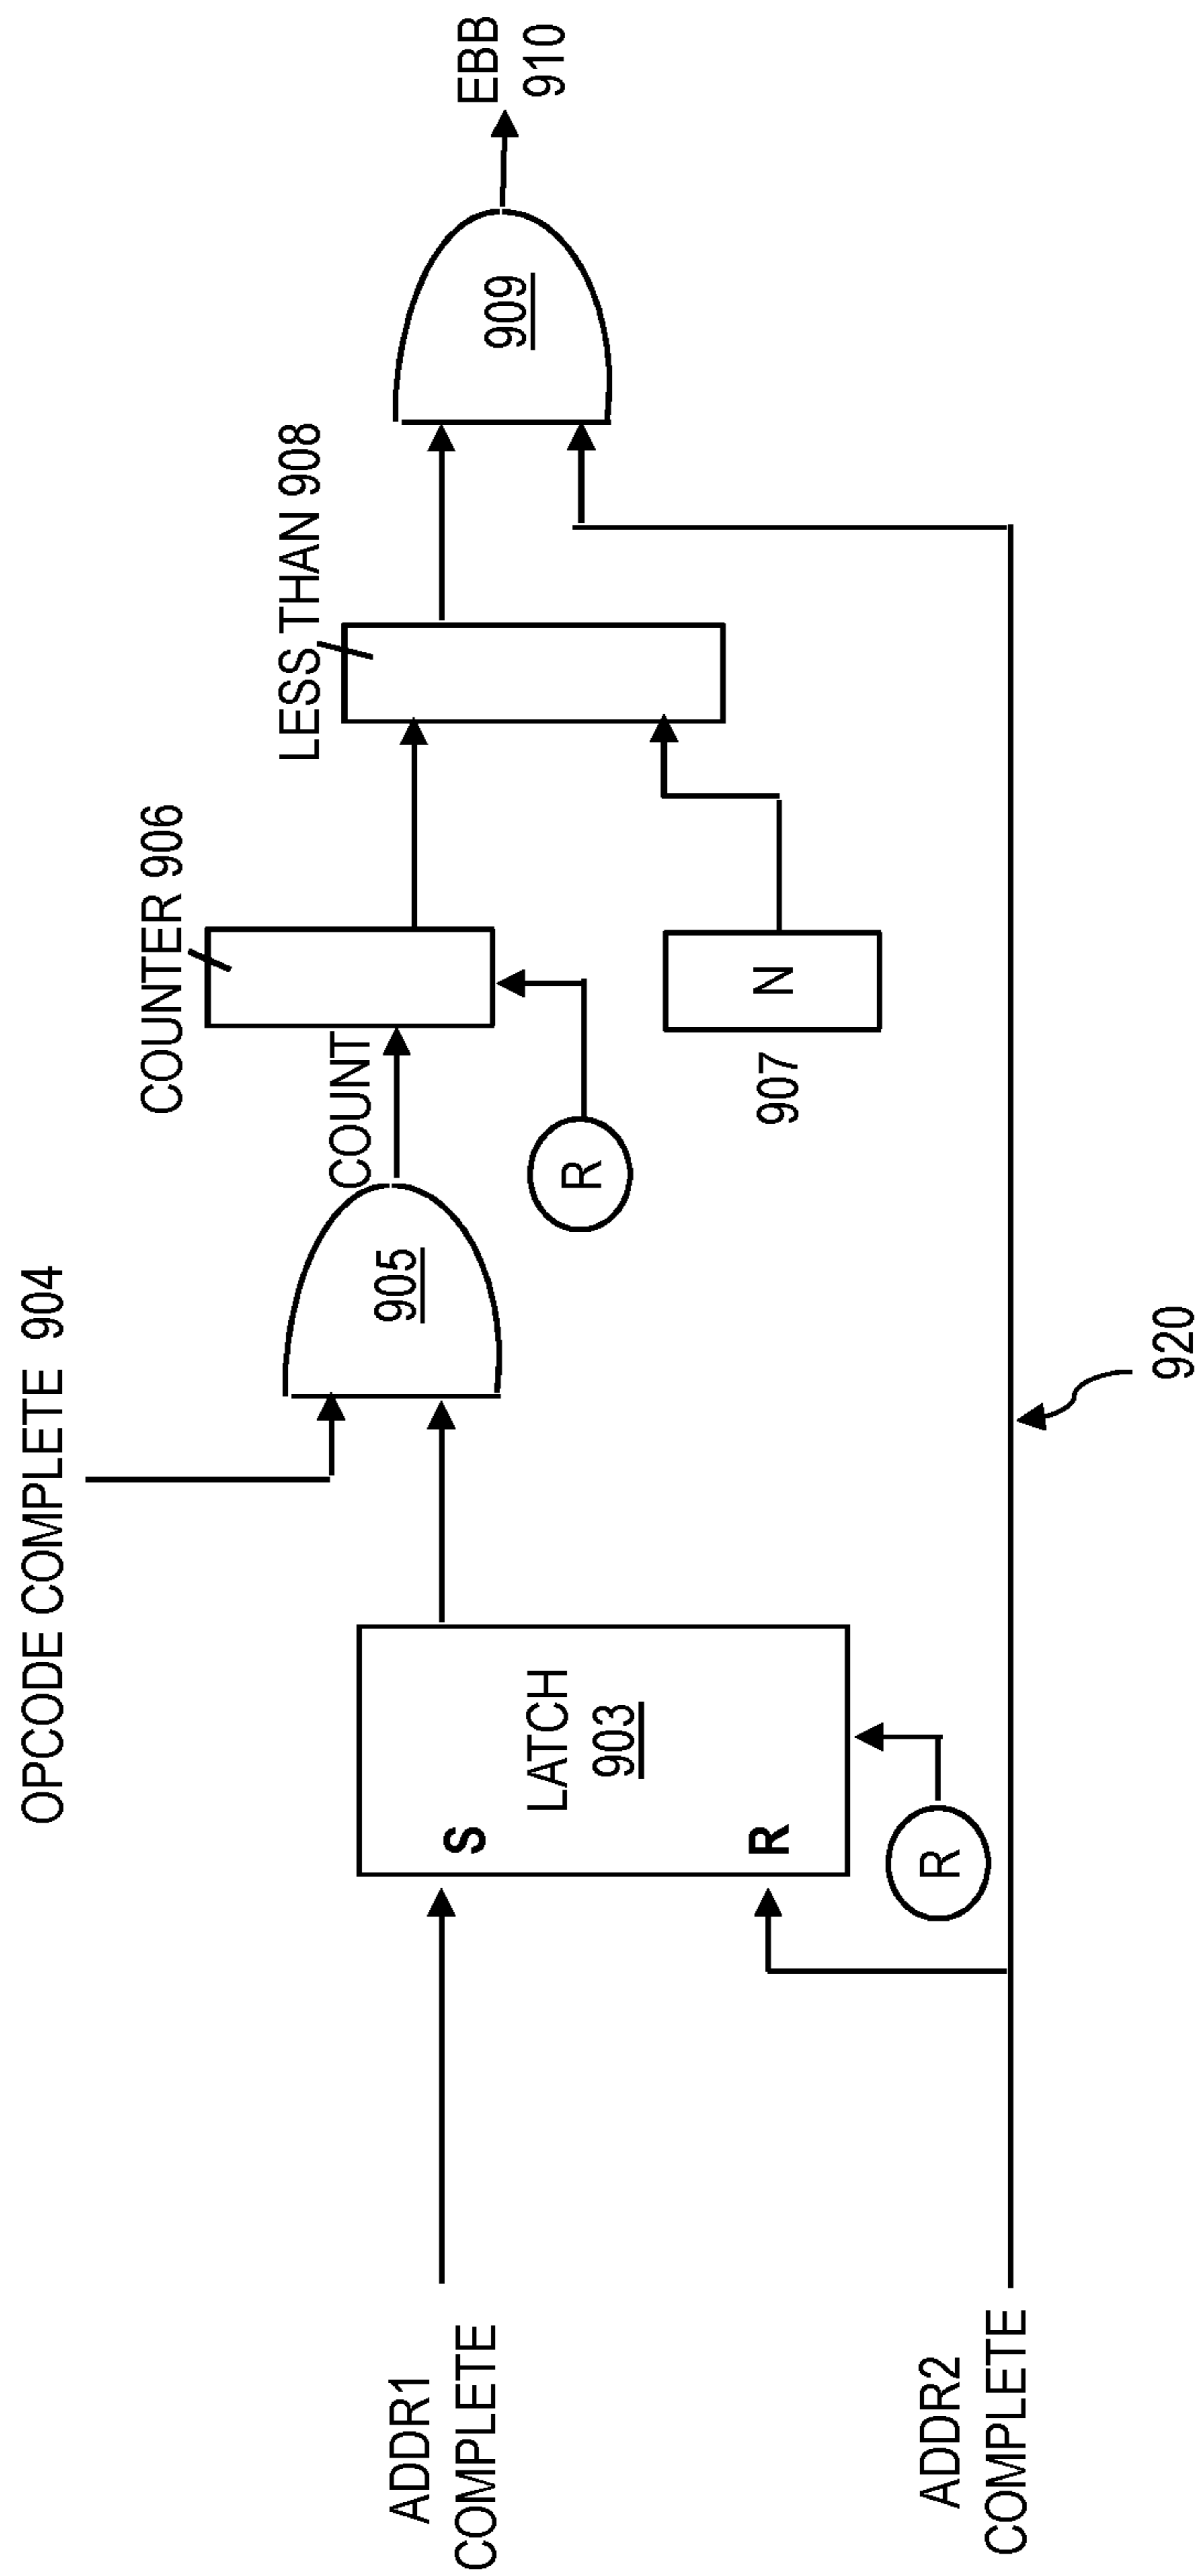 OPCODE COMPLETE 904
COUNTER 906
LESS THAN 908
EBB
910
COUNT
905
909
ADDR1
COMPLETE
S
LATCH
903
R
R
R
N
907
ADDR2
COMPLETE
920